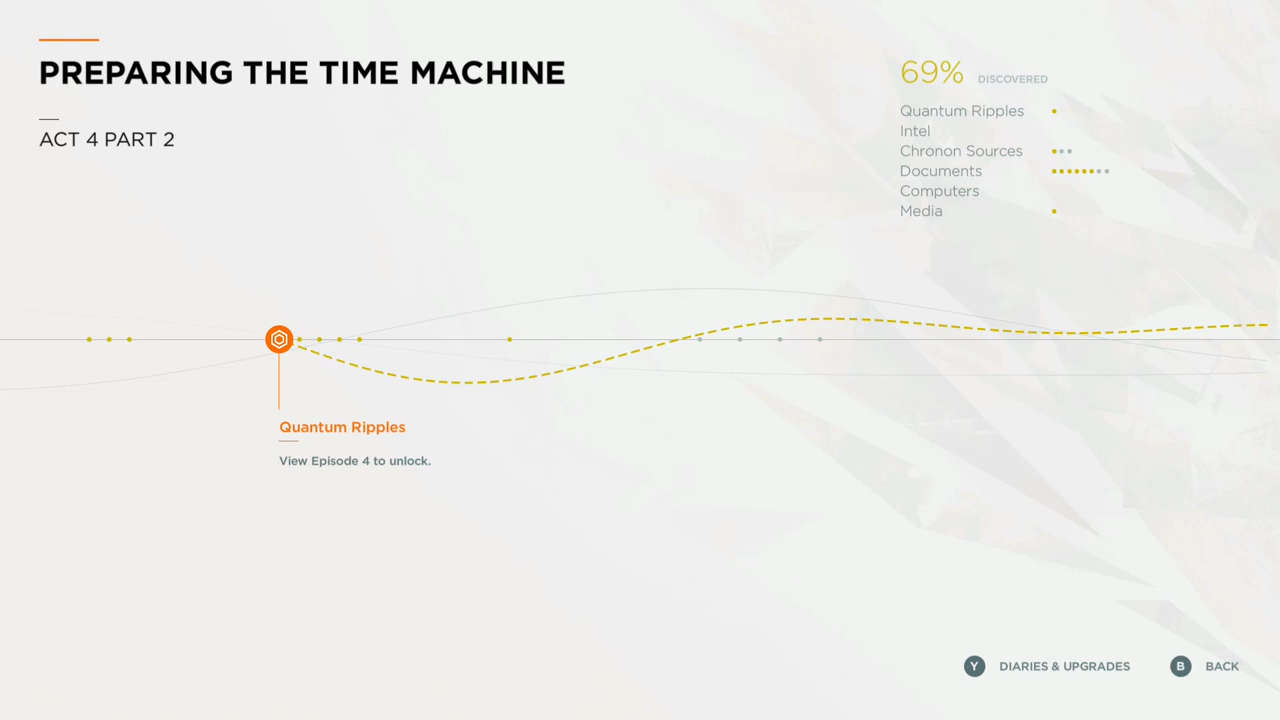 PREPARING THE TIME MACHINE
ACT 4 PART 2
69% DISCOVERED
Quantum Ripples
Intel
Chronon Sources
Documents
Computers
Media
Quantum Ripples
View Episode 4 to unlock.
Y DIARIES & UPGRADES B BACK